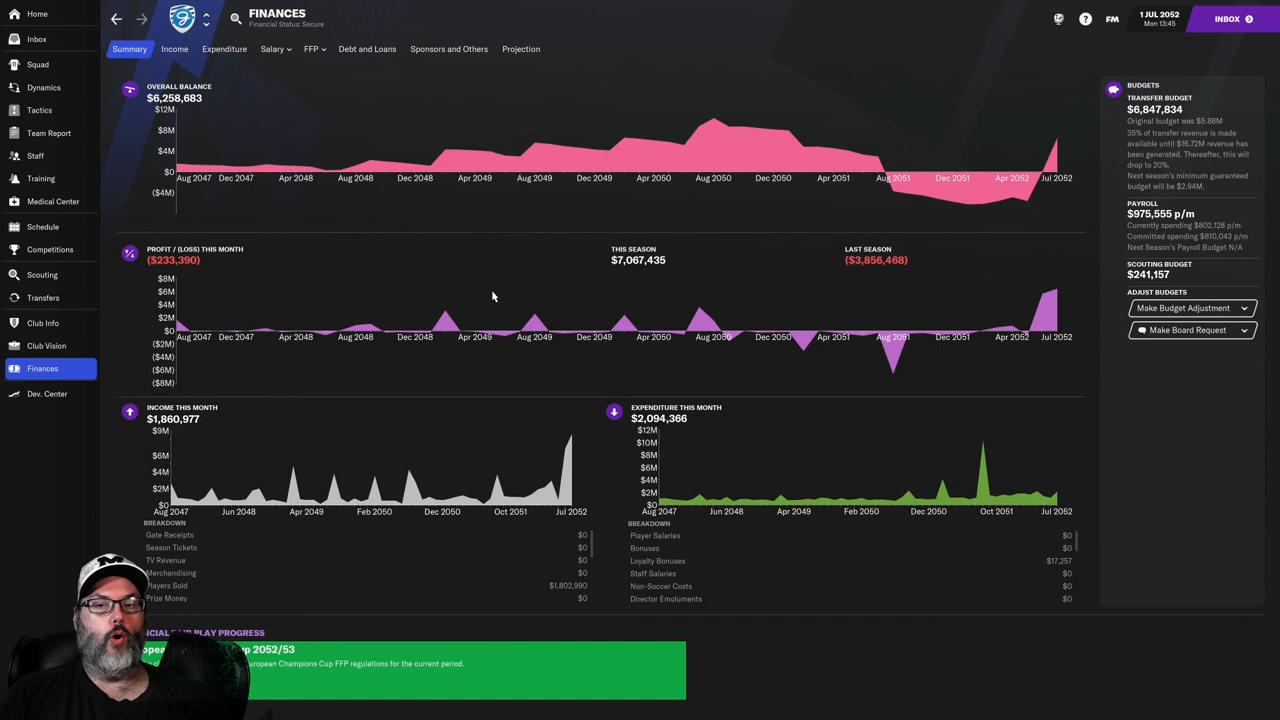 Home
FINANCES
Financial Status: Secure
FM
1 JUL 2052
Mon 13:45
INBOX
Inbox
Squad
Dynamics
Tactics
Team Report
Staff
Training
Medical Center
Schedule
Competitions
Scouting
Transfers
Club Info
Club Vision
Finances
Dev. Center
Summary
Income
Expenditure
Salary
FFP
Debt and Loans
Sponsors and Others
Projection
OVERALL BALANCE
$6,258,683
$12M
$8M
$4M
$0
($4M)
Aug 2047 Dec 2047 Apr 2048 Aug 2048 Dec 2048 Apr 2049 Aug 2049 Dec 2049 Apr 2050 Aug 2050 Dec 2050 Apr 2051 Aug 2051 Dec 2051 Apr 2052 Jul 2052
PROFIT / (LOSS) THIS MONTH
($233,390)
THIS SEASON
$7,067,435
LAST SEASON
($3,856,468)
$8M
$6M
$4M
$2M
$0
($2M)
($4M)
($6M)
($8M)
Aug 2047 Dec 2047 Apr 2048 Aug 2048 Dec 2048 Apr 2049 Aug 2049 Dec 2049 Apr 2050 Aug 2050 Dec 2050 Apr 2051 Aug 2051 Dec 2051 Apr 2052 Jul 2052
INCOME THIS MONTH
$1,860,977
$9M
$6M
$4M
$2M
$0
Aug 2047 Jun 2048 Apr 2049 Feb 2050 Dec 2050 Oct 2051 Jul 2052
BREAKDOWN
Gate Receipts $0
Season Tickets $0
TV Revenue $0
Merchandising $0
Players Sold $1,802,990
Prize Money $0
EXPENDITURE THIS MONTH
$2,094,366
$12M
$10M
$8M
$6M
$4M
$2M
$0
Aug 2047 Jun 2048 Apr 2049 Feb 2050 Dec 2050 Oct 2051 Jul 2052
BREAKDOWN
Player Salaries $0
Bonuses $0
Loyalty Bonuses $17,257
Staff Salaries $0
Non-Soccer Costs $0
Director Emoluments $0
BUDGETS
TRANSFER BUDGET
$6,847,834
Original budget was $5.88M
35% of transfer revenue is made
available until $16.72M revenue has
been generated. Thereafter, this will
drop to 20%.
Next season's minimum guaranteed
budget will be $2.94M.
PAYROLL
$975,555 p/m
Currently spending $802,128 p/m
Committed spending $810,043 p/m
Next Season's Payroll Budget N/A
SCOUTING BUDGET
$241,157
ADJUST BUDGETS
Make Budget Adjustment
Make Board Request
FAIR PLAY PROGRESS
2052/53
European Champions Cup FFP regulations for the current period.